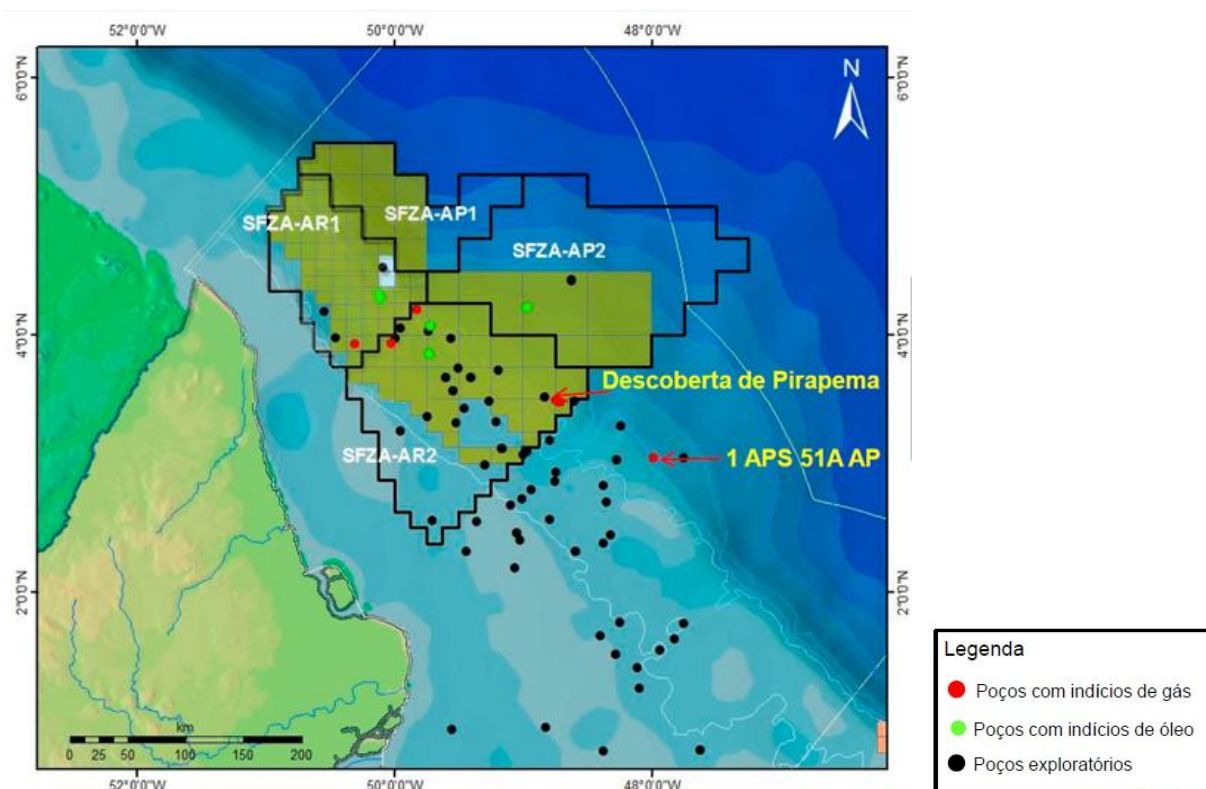 52°0'0"W
50°0'0"W
48°0'0"W
6°0'0"N
6°0'0"N
N
SFZA-AR1
SFZA-AP1
SFZA-AP2
4°0'0"N
4°0'0"N
Descoberta de Pirapema
SFZA-AR2
1 APS 51A AP
2°0'0"N
2°0'0"N
km
0 25 50 100 150 200
52°0'0"W
50°0'0"W
48°0'0"W
Legenda
Poços com indícios de gás
Poços com indícios de óleo
Poços exploratórios